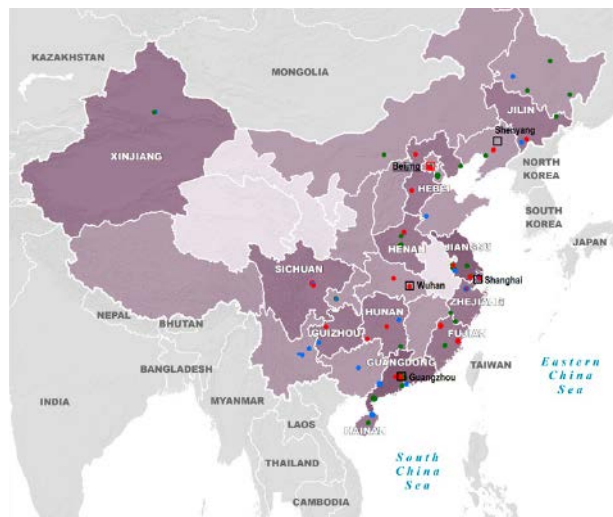 KAZAKHSTAN
MONGOLIA
JILIN
Shenyang
XINJIANG
Beijing
HEBEI
NORTH
KOREA
SOUTH
KOREA
JAPAN
HENAN
JIANGSU
SICHUAN
Wuhan
Shanghai
ZHEJIANG
NEPAL
BHUTAN
HUNAN
GUIZHOU
FUJIAN
BANGLADESH
GUANGDONG
Guangzhou
TAIWAN
Eastern
China
Sea
INDIA
MYANMAR
LAOS
HAINAN
South
China
Sea
THAILAND
CAMBODIA